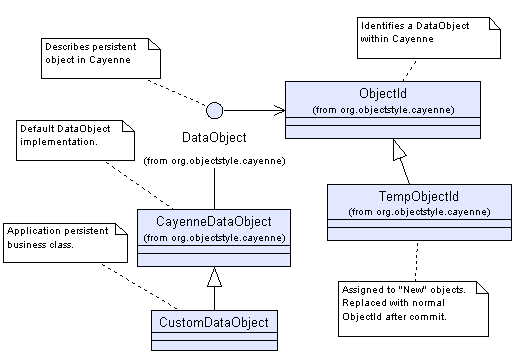 Identifies a DataObject
within Cayenne
Describes persistent
object in Cayenne
ObjectId
(from org.objectstyle.cayenne)
DataObject
(from org.objectstyle.cayenne)
Default DataObject
implementation.
TempObjectId
(from org.objectstyle.cayenne)
CayenneDataObject
(from org.objectstyle.cayenne)
Application persistent
business class.
Assigned to "New" objects.
Replaced with normal
ObjectId after commit.
CustomDataObject